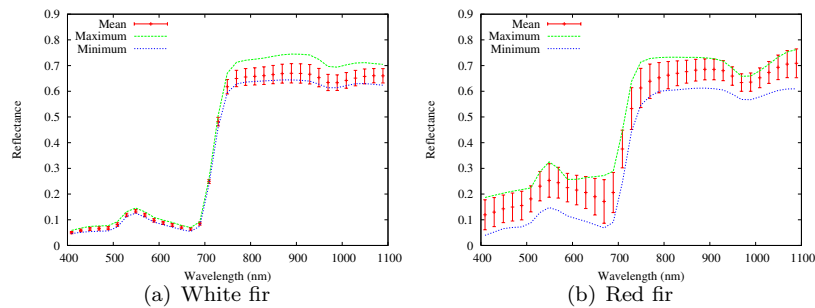 0.9
0.8
0.7
0.6
0.5
0.4
0.3
0.2
0.1
0
Reflectance
Mean
Maximum
Minimum
400 500 600 700 800 900 1000 1100
Wavelength (nm)
(a) White fir
0.9
0.8
0.7
0.6
0.5
0.4
0.3
0.2
0.1
0
Reflectance
Mean
Maximum
Minimum
400 500 600 700 800 900 1000 1100
Wavelength (nm)
(b) Red fir